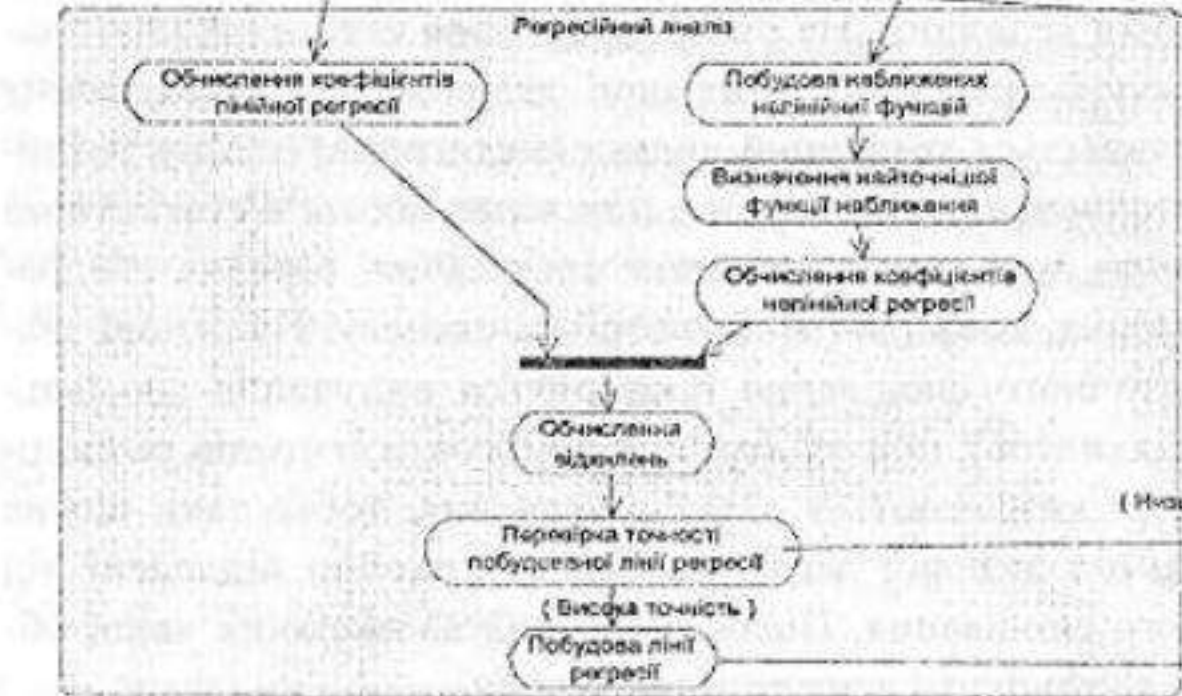 Регресійний аналіз
Обчислення коефіцієнтів
лінійної регресії
Побудова наближених
нелінійної функцій
Визначення найточнішої
функції наближення
Обчислення коефіцієнтів
нелінійної регресії
Обчислення
відхилень
Перевірка точності
побудованої лінії регресії
{ Висока точність }
Побудова лінії
регресії